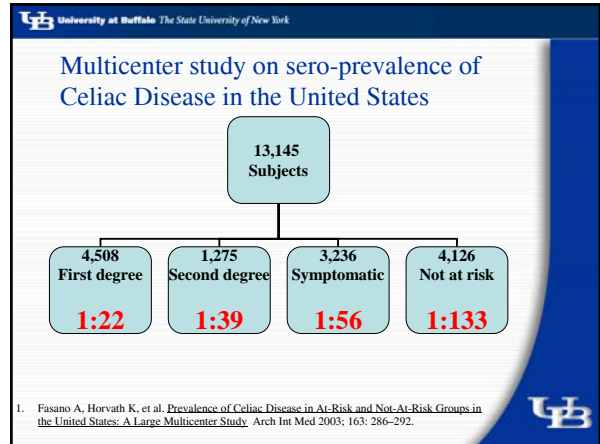 UB University at Buffalo The State University of New York
Multicenter study on sero-prevalence of
Celiac Disease in the United States
13,145
Subjects
4,508
First degree
1:22
1,275
Second degree
1:39
3,236
Symptomatic
1:56
4,126
Not at risk
1:133
1. Fasano A, Horvath K, et al. Prevalence of Celiac Disease in At-Risk and Not-At-Risk Groups in
the United States: A Large Multicenter Study Arch Int Med 2003; 163: 286–292.
UB